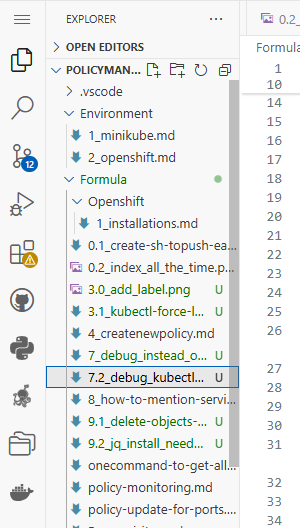 EXPLORER
0.2_
OPEN EDITORS
POLICYMAN...
Formula
.vscode
Environment
1_minikube.md
2_openshift.md
Formula
Openshift
1_installations.md
0.1_create-sh-topush-ea...
0.2_index_all_the_time.p...
3.0_add_label.png U
3.1_kubectl-force-l... U
4_createnewpolicy.md
7_debug_instead_o... U
7.2_debug_kubectl... U
8_how-to-mention-servi...
9.1_delete-objects-... U
9.2_jq_install_need... U
onecommand-to-get-all...
policy-monitoring.md
policy-update-for-ports....
12
1
10
14
15
16
17
18
19
20
21
22
23
24
25
26
27
28
29
30
31
32
33
34